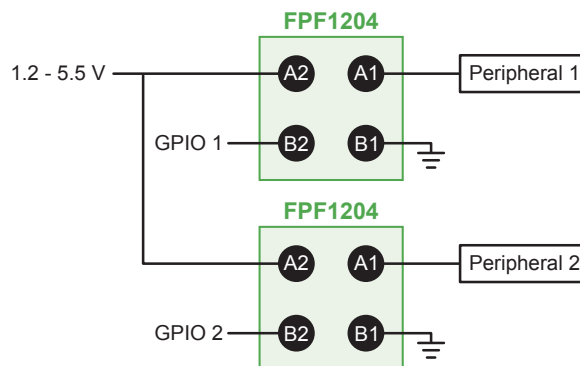 FPF1204
1.2 - 5.5 V
A2
A1
Peripheral 1
GPIO 1
B2
B1
FPF1204
A2
A1
Peripheral 2
GPIO 2
B2
B1